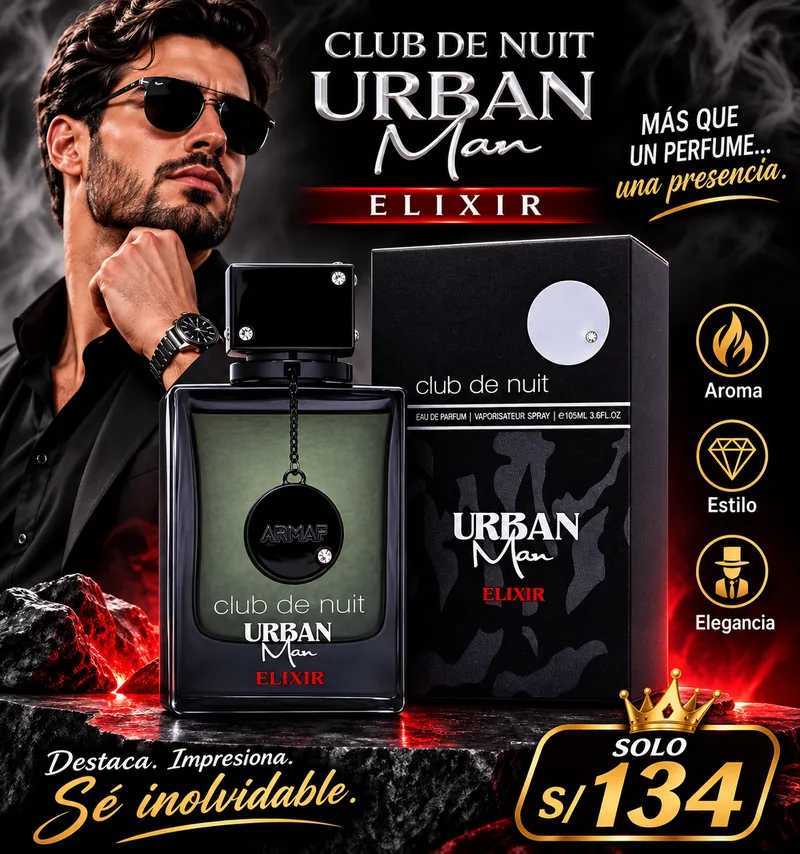 CLUB DE NUIT
URBAN
Man
ELIXIR
MÁS QUE
UN PERFUME...
una presencia.
club de nuit
EAU DE PARFUM | VAPORISATEUR SPRAY | ℮105ML 3.6FL.OZ
URBAN
Man
ELIXIR
ARMAF
club de nuit
URBAN
Man
ELIXIR
Aroma
Estilo
Elegancia
Destaca. Impresiona.
Sé inolvidable.
SOLO
S/134